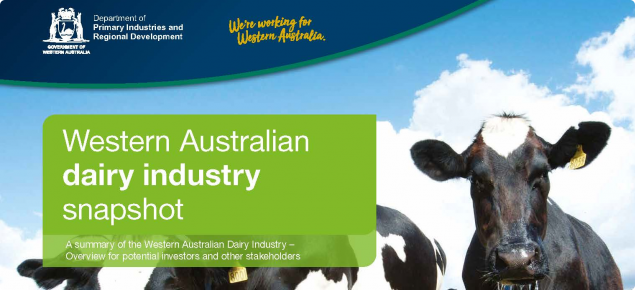 Department of
Primary Industries and
Regional Development
GOVERNMENT OF
WESTERN AUSTRALIA
We're working for
Western Australia.
Western Australian
dairy industry
snapshot
A summary of the Western Australian Dairy Industry –
Overview for potential investors and other stakeholders